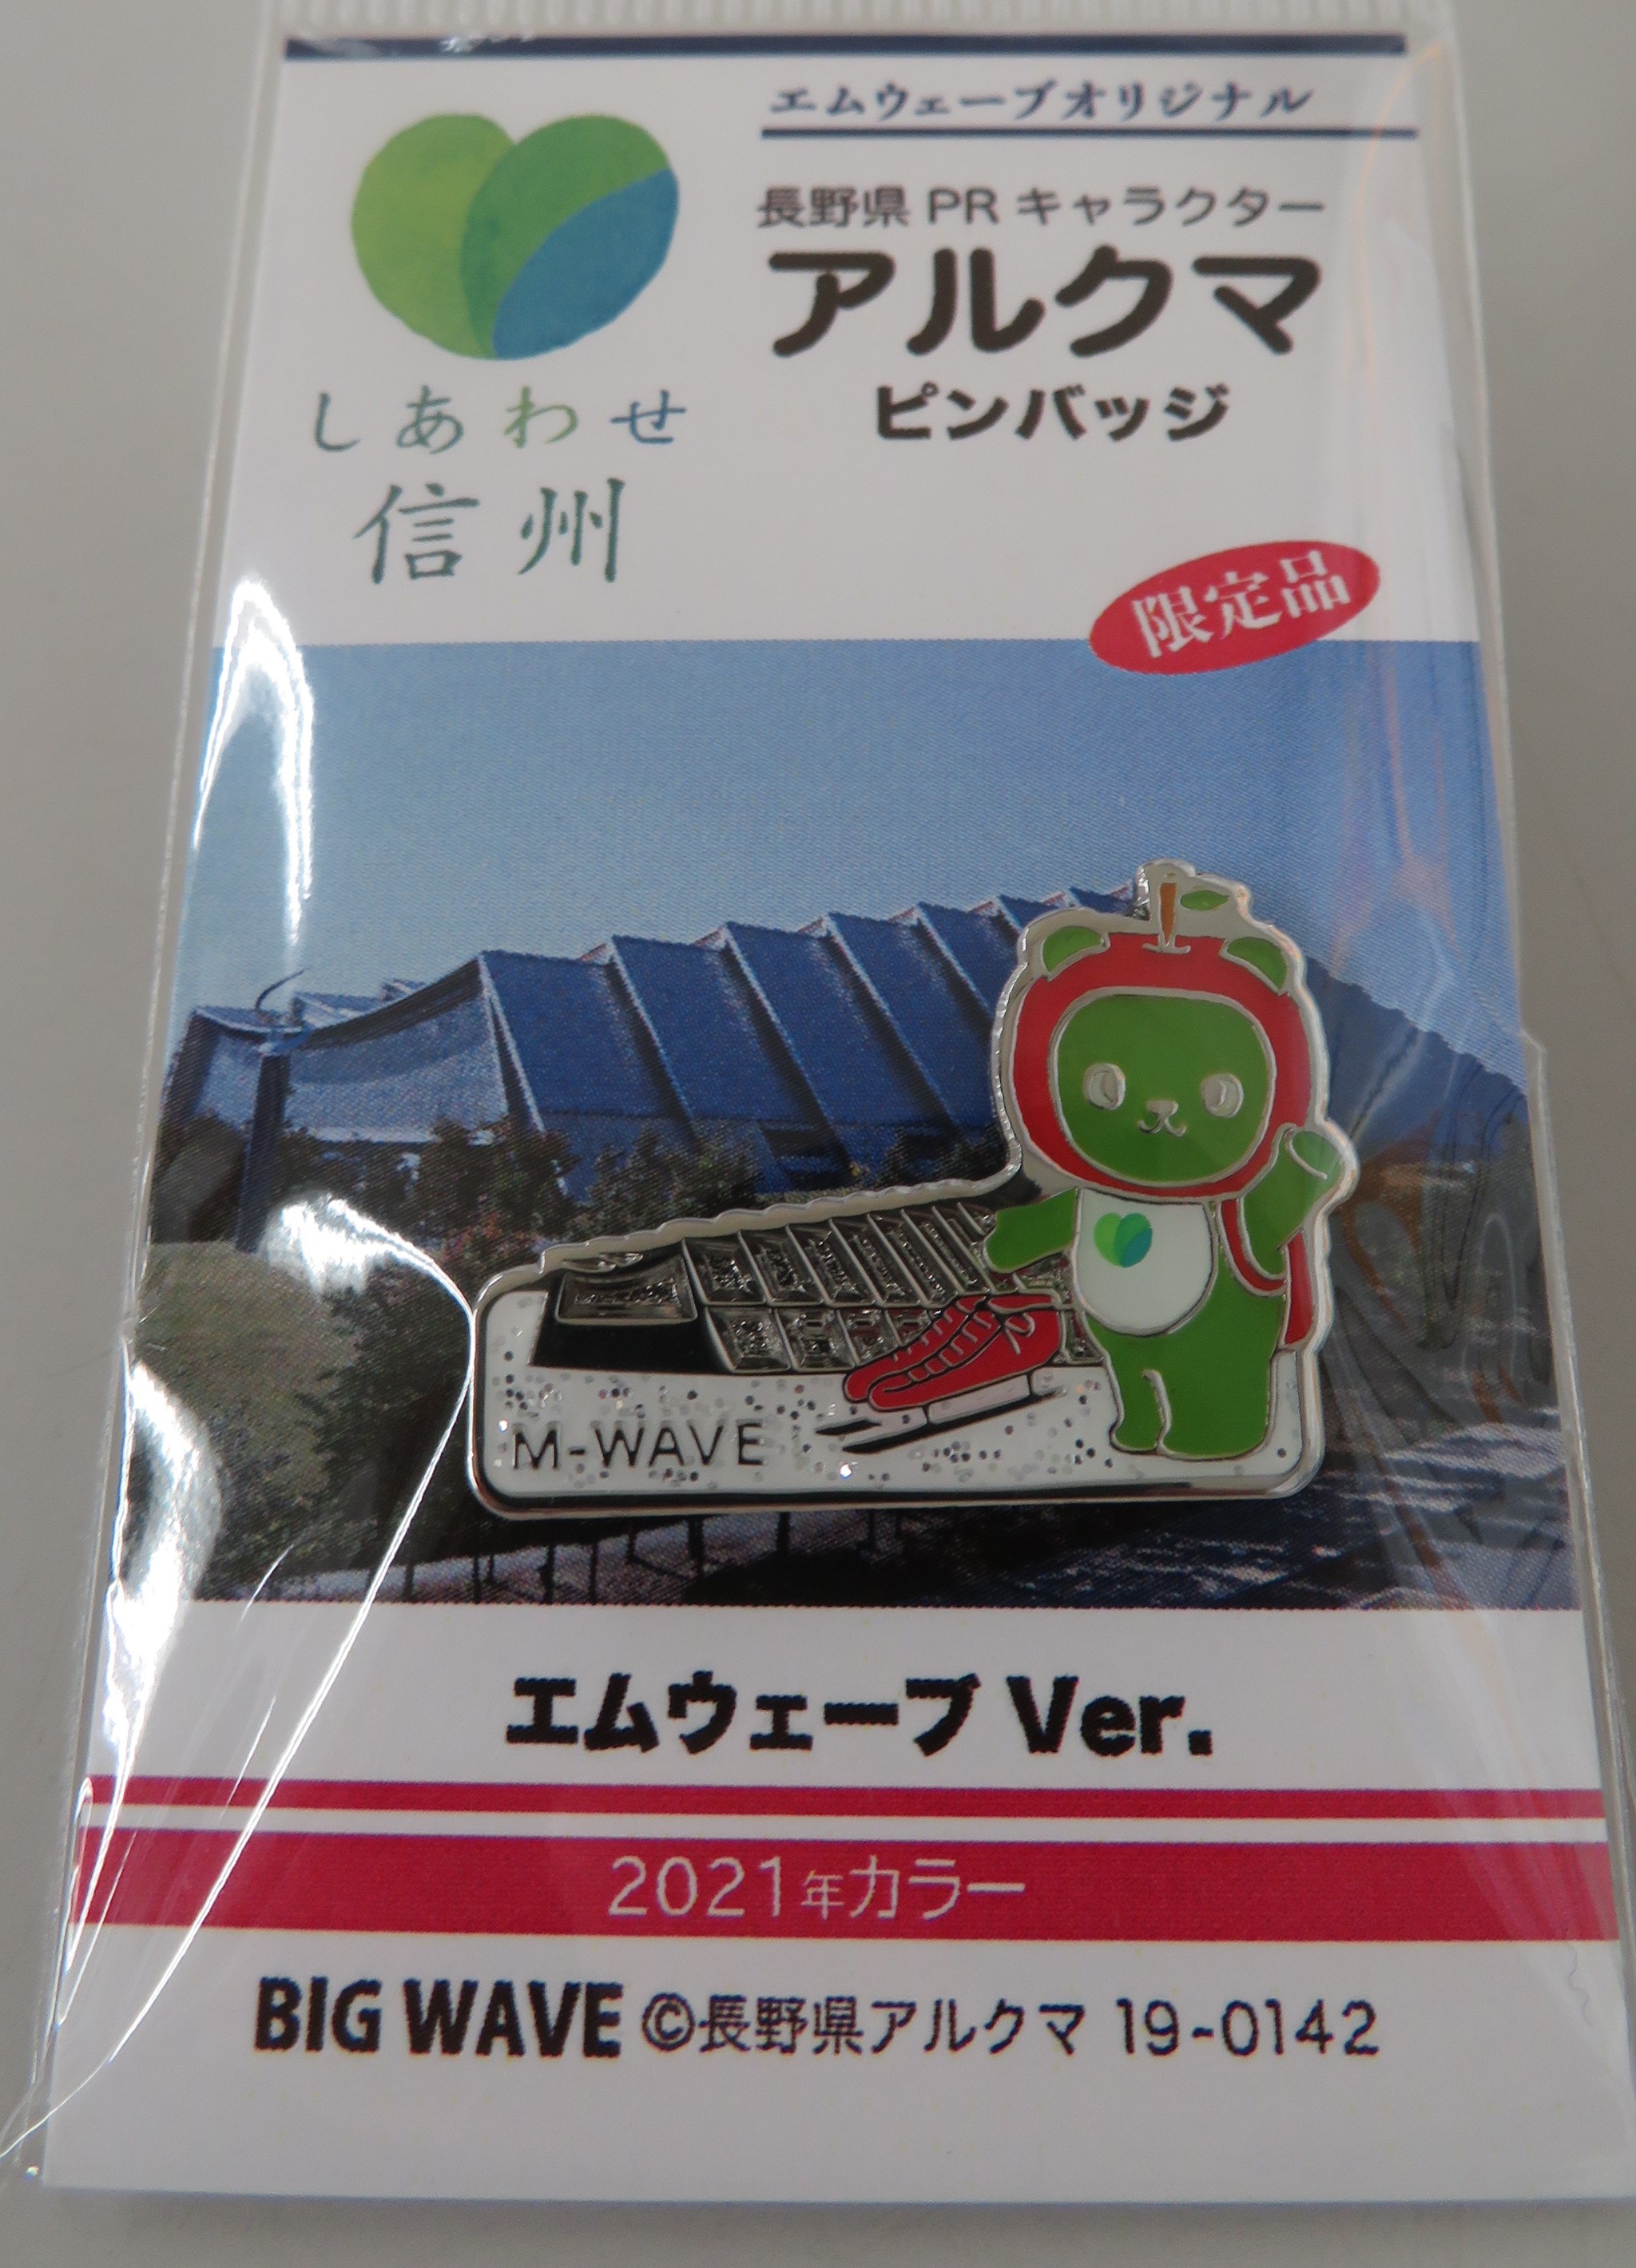 エムウェーブオリジナル
長野県 PR キャラクター
アルクマ
ピンバッジ
しあわせ
信州
限定品
M-WAVE
エムウェーブ Ver.
2021年カラー
BIG WAVE ©長野県アルクマ 19-0142